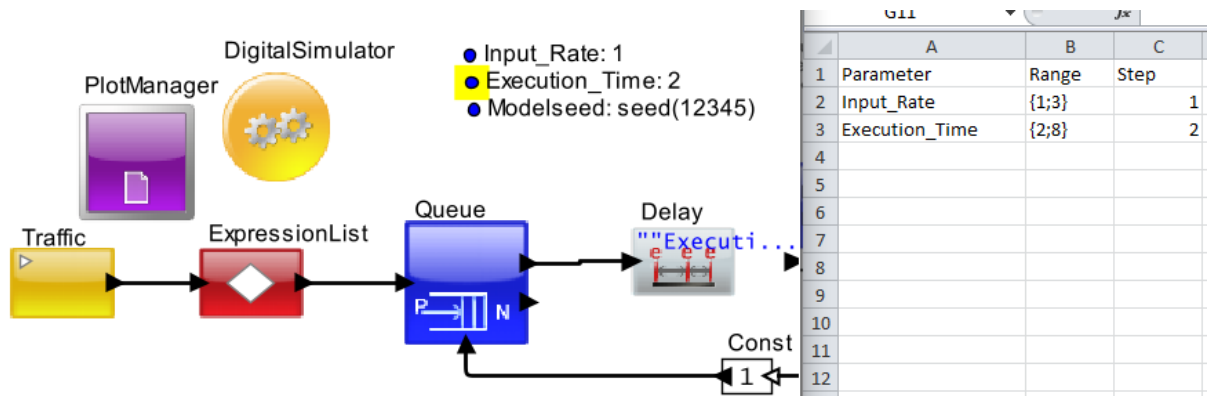 DigitalSimulator
PlotManager
Input_Rate: 1
Execution_Time: 2
Modelseed: seed(12345)
Traffic
ExpressionList
Queue
P
N
Delay
""Executi...
e e e
Const
1
G11 fx
A B C
1 Parameter Range Step
2 Input_Rate {1;3} 1
3 Execution_Time {2;8} 2
4
5
6
7
8
9
10
11
12